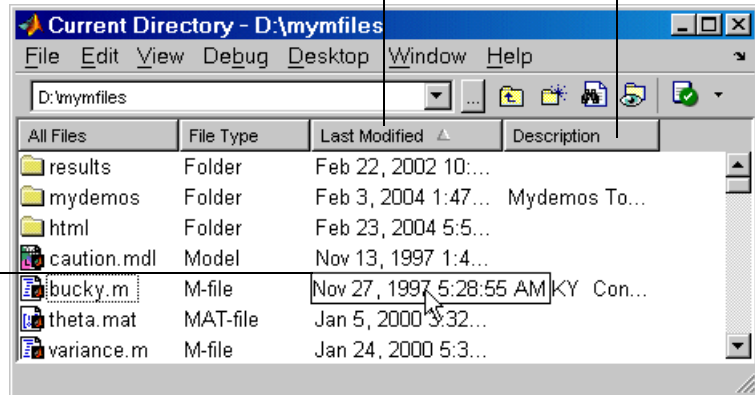 Current Directory - D:\mymfiles
File Edit View Debug Desktop Window Help
D:\mymfiles ...
All Files File Type Last Modified Description
results Folder Feb 22, 2002 10:...
mydemos Folder Feb 3, 2004 1:47... Mydemos To...
html Folder Feb 23, 2004 5:5...
caution.mdl Model Nov 13, 1997 1:4...
bucky.m M-file Nov 27, 1997 5:28:55 AM KY Con...
theta.mat MAT-file Jan 5, 2000 3:32...
variance.m M-file Jan 24, 2000 5:3...